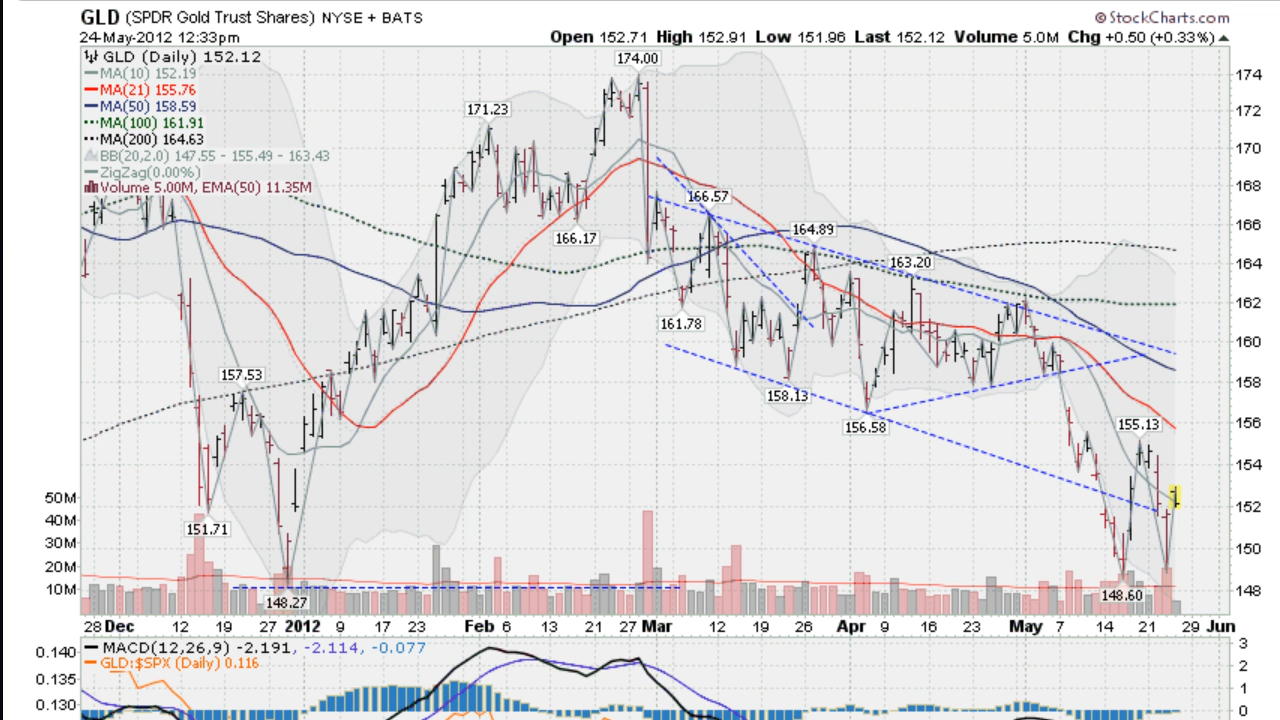 GLD (SPDR Gold Trust Shares) NYSE + BATS
© StockCharts.com
24-May-2012 12:33pm
Open 152.71 High 152.91 Low 151.96 Last 152.12 Volume 5.0M Chg +0.50 (+0.33%)
GLD (Daily) 152.12
MA(10) 152.19
MA(21) 155.76
MA(50) 158.59
MA(100) 161.91
MA(200) 164.63
BB(20,2.0) 147.55 - 155.49 - 163.43
ZigZag(0.00%)
Volume 5.00M, EMA(50) 11.35M
174.00
171.23
166.57
166.17
164.89
163.20
161.78
157.53
158.13
156.58
155.13
151.71
148.27
148.60
174
172
170
168
166
164
162
160
158
156
154
152
150
148
50M
40M
30M
20M
10M
28 Dec 12 19 27 2012 9 17 23 Feb 6 13 21 27 Mar 12 19 26 Apr 9 16 23 May 7 14 21 29 Jun
MACD(12,26,9) -2.191, -2.114, -0.077
GLD:$SPX (Daily) 0.116
0.140
0.135
0.130
3
2
1
0